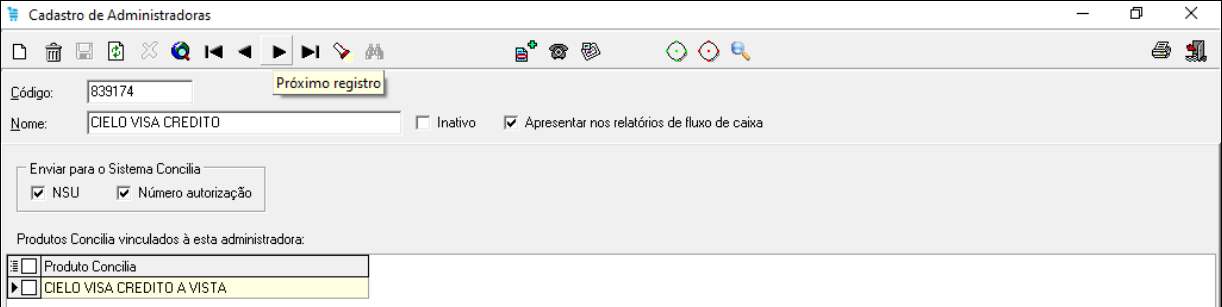 Cadastro de Administradoras
Próximo registro
Código: 839174
Nome: CIELO VISA CREDITO Inativo Apresentar nos relatórios de fluxo de caixa
Enviar para o Sistema Concilia
NSU Número autorização
Produtos Concilia vinculados à esta administradora:
Produto Concilia
CIELO VISA CREDITO A VISTA